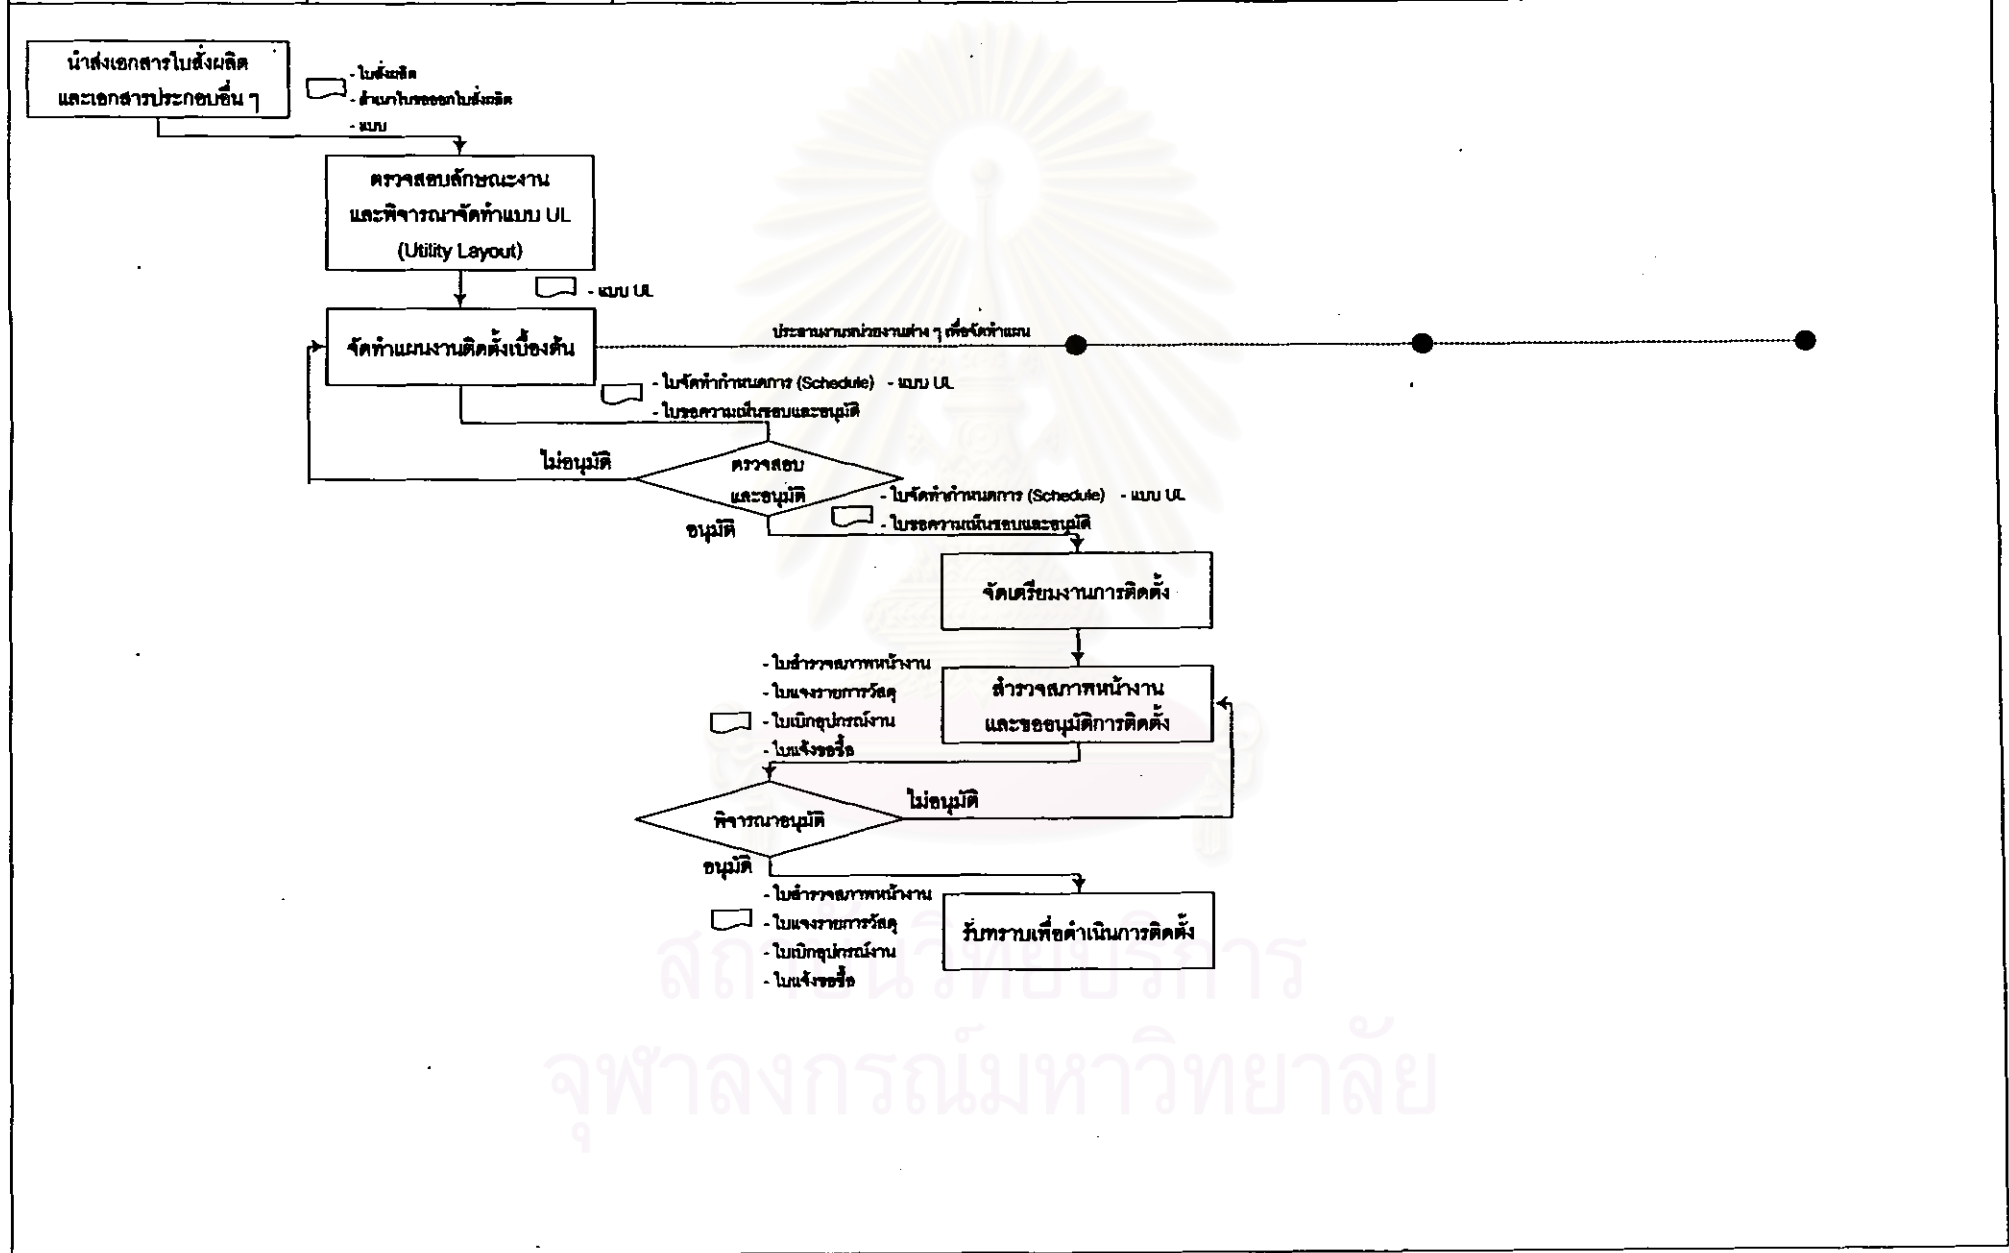 นำส่งเอกสารใบสั่งผลิต
และเอกสารประกอบอื่น ๆ
- ใบสั่งผลิต
- สำเนาใบขอออกใบสั่งผลิต
- แบบ
ตรวจสอบลักษณะงาน
และพิจารณาจัดทำแบบ UL
(Utility Layout)
- แบบ UL
จัดทำแผนงานติดตั้งเบื้องต้น
ประสานงานหน่วยงานต่าง ๆ เพื่อจัดทำแผน
- ใบจัดทำกำหนดการ (Schedule) - แบบ UL
- ใบขอความเห็นชอบและอนุมัติ
ไม่อนุมัติ
ตรวจสอบ
และอนุมัติ
- ใบจัดทำกำหนดการ (Schedule) - แบบ UL
- ใบขอความเห็นชอบและอนุมัติ
อนุมัติ
จัดเตรียมงานการติดตั้ง
- ใบสำรวจสภาพหน้างาน
- ใบแจงรายการวัสดุ
- ใบเบิกอุปกรณ์งาน
- ใบแจ้งขอซื้อ
สำรวจสภาพหน้างาน
และขออนุมัติการติดตั้ง
ไม่อนุมัติ
พิจารณาอนุมัติ
อนุมัติ
- ใบสำรวจสภาพหน้างาน
- ใบแจงรายการวัสดุ
- ใบเบิกอุปกรณ์งาน
- ใบแจ้งขอซื้อ
รับทราบเพื่อดำเนินการติดตั้ง
สถาบันวิทยบริการ
จุฬาลงกรณ์มหาวิทยาลัย